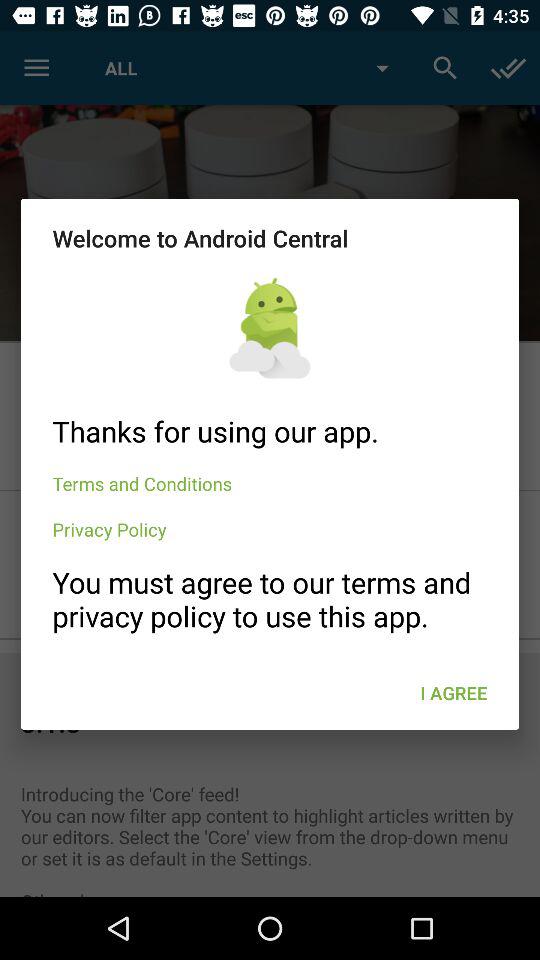 esc
4:35
ALL
Welcome to Android Central
Thanks for using our app.
Terms and Conditions
Privacy Policy
You must agree to our terms and
privacy policy to use this app.
I AGREE
Introducing the 'Core' feed!
You can now filter app content to highlight articles written by
our editors. Select the 'Core' view from the drop-down menu
or set it is as default in the Settings.